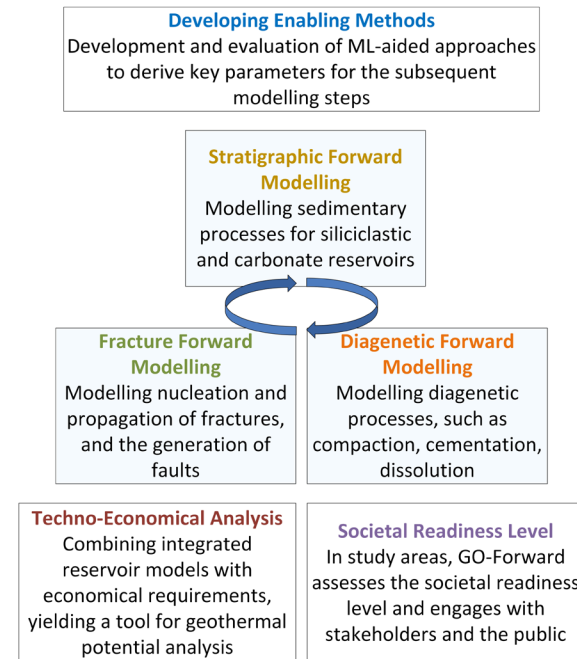 Developing Enabling Methods
Development and evaluation of ML-aided approaches
to derive key parameters for the subsequent
modelling steps
Stratigraphic Forward
Modelling
Modelling sedimentary
processes for siliciclastic
and carbonate reservoirs
Fracture Forward
Modelling
Modelling nucleation and
propagation of fractures,
and the generation of
faults
Diagenetic Forward
Modelling
Modelling diagenetic
processes, such as
compaction, cementation,
dissolution
Techno-Economical Analysis
Combining integrated
reservoir models with
economical requirements,
yielding a tool for geothermal
potential analysis
Societal Readiness Level
In study areas, GO-Forward
assesses the societal readiness
level and engages with
stakeholders and the public